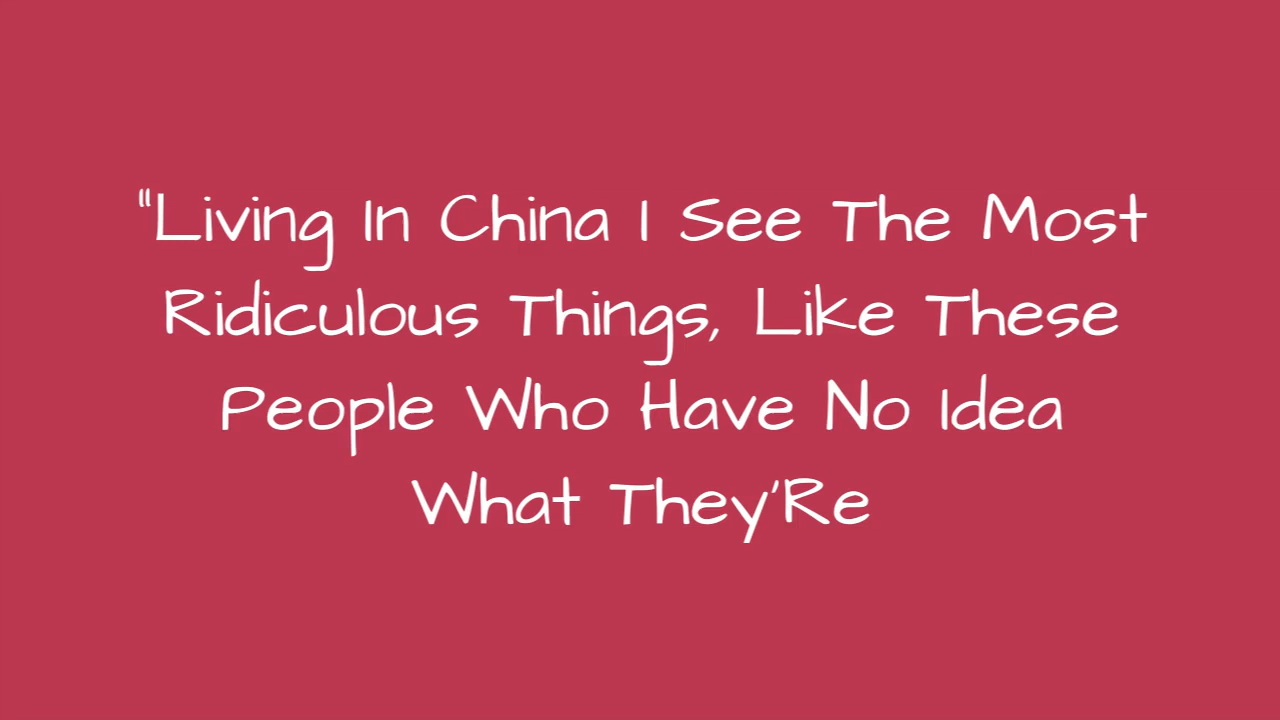 "Living In China I See The Most
Ridiculous Things, Like These
People Who Have No Idea
What They'Re